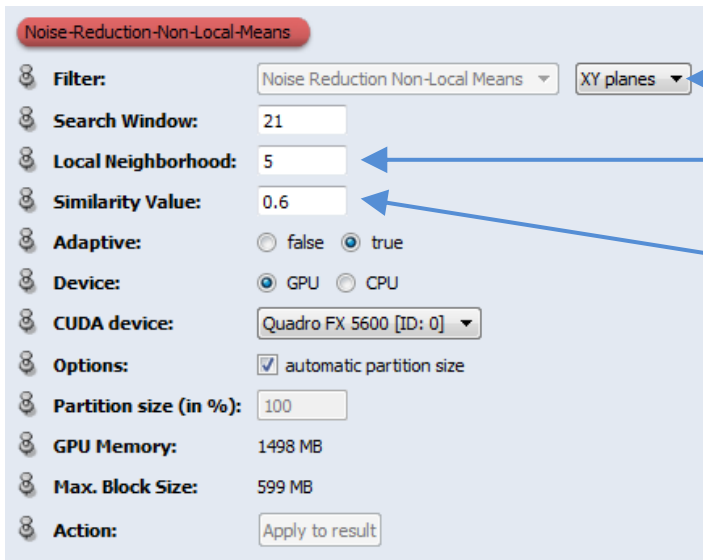 Noise-Reduction-Non-Local-Means
Filter: Noise Reduction Non-Local Means XY planes
Search Window: 21
Local Neighborhood: 5
Similarity Value: 0.6
Adaptive: false true
Device: GPU CPU
CUDA device: Quadro FX 5600 [ID: 0]
Options: automatic partition size
Partition size (in %): 100
GPU Memory: 1498 MB
Max. Block Size: 599 MB
Action: Apply to result